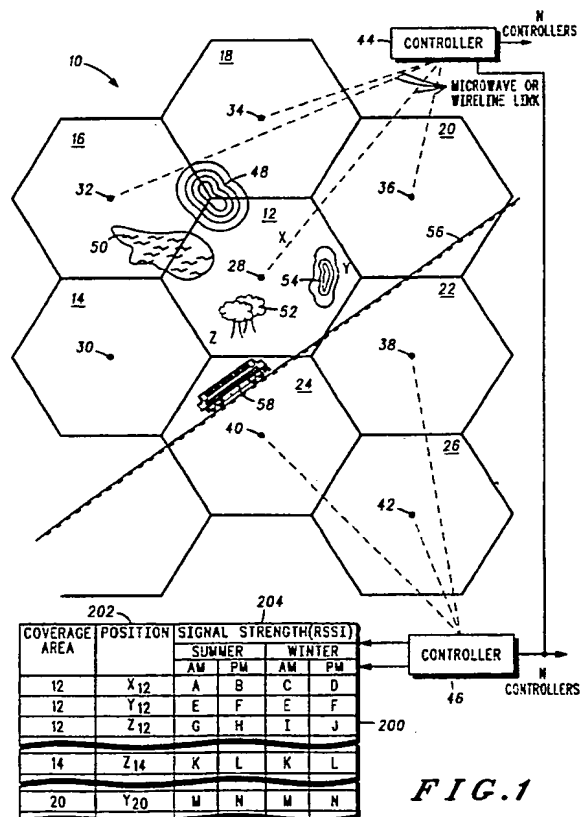 44
CONTROLLER
N
CONTROLLERS
10
18
MICROWAVE OR
WIRELINE LINK
34
16
20
48
32
36
12
56
50
X
28
54
Y
14
22
52
Z
30
38
24
58
40
26
42
202
204
COVERAGE AREA
POSITION
SIGNAL STRENGTH(RSSI)
SUMMER WINTER
AM PM AM PM
12 X12 A B C D
12 Y12 E F E F
12 Z12 G H I J
14 Z14 K L K L
20 Y20 M N M N
200
CONTROLLER
46
N
CONTROLLERS
FIG.1